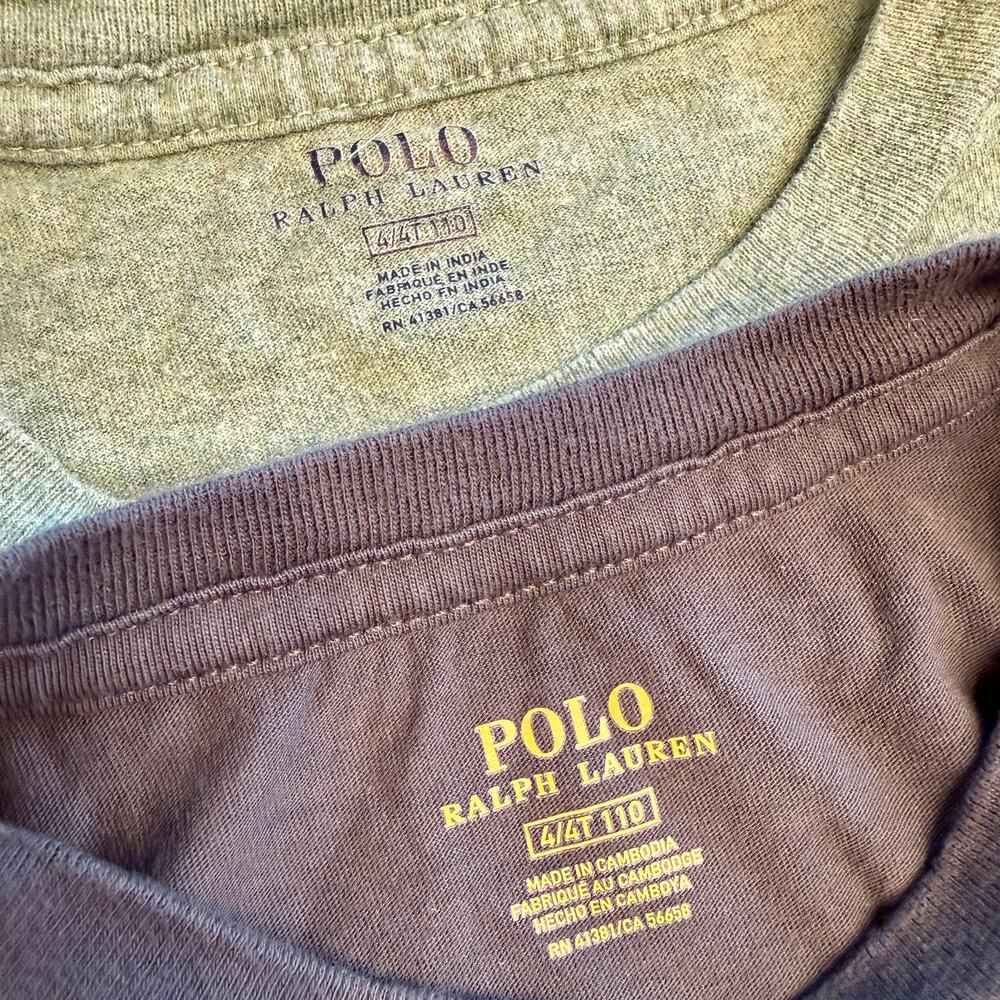 POLO
RALPH LAUREN
4/4T 110
MADE IN INDIA
FABRIQUÉ EN INDE
HECHO EN INDIA
RN 41381/CA 56658
POLO
RALPH LAUREN
4/4T 110
MADE IN CAMBODIA
FABRIQUÉ AU CAMBODGE
HECHO EN CAMBOYA
RN 41381/CA 56658